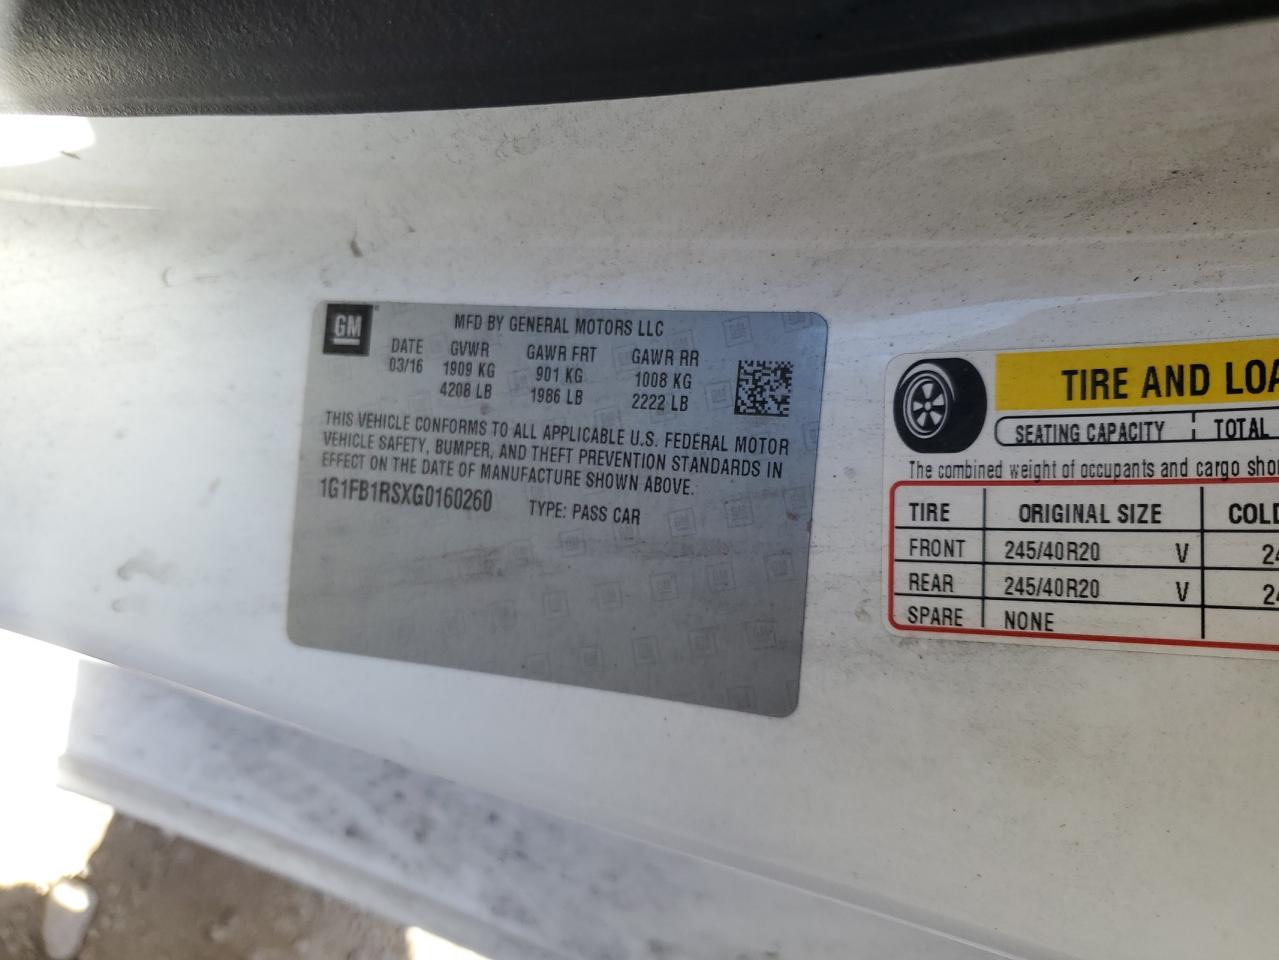 GM
MFD BY GENERAL MOTORS LLC
DATE GVWR GAWR FRT GAWR RR
03/16 1909 KG 901 KG 1008 KG
4208 LB 1986 LB 2222 LB
THIS VEHICLE CONFORMS TO ALL APPLICABLE U.S. FEDERAL MOTOR
VEHICLE SAFETY, BUMPER, AND THEFT PREVENTION STANDARDS IN
EFFECT ON THE DATE OF MANUFACTURE SHOWN ABOVE.
1G1FB1RSXG0160260 TYPE: PASS CAR
TIRE AND LOA
SEATING CAPACITY TOTAL
The combined weight of occupants and cargo shou
TIRE ORIGINAL SIZE COLD
FRONT 245/40R20 V 24
REAR 245/40R20 V 24
SPARE NONE